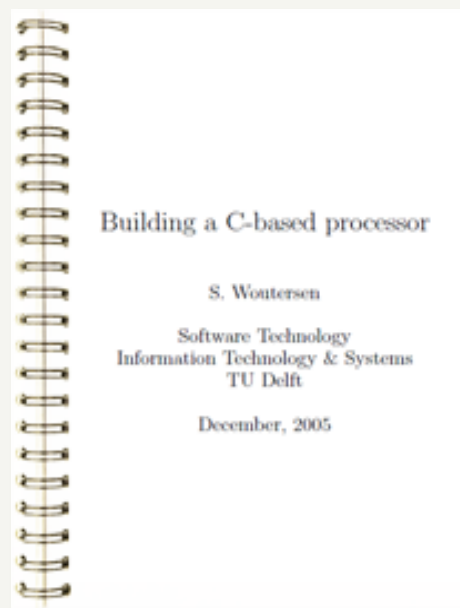 Building a C-based processor
S. Woutersen
Software Technology
Information Technology & Systems
TU Delft
December, 2005